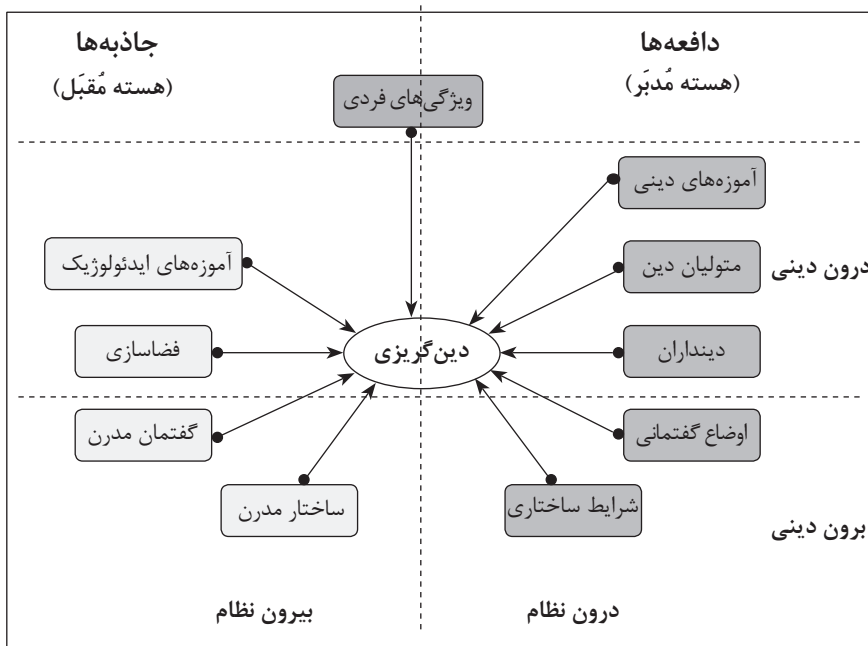 دافعه‌ها
(هسته مُدبَر)
جاذبه‌ها
(هسته مُقبَل)
ویژگی‌های فردی
آموزه‌های دینی
متولیان دین
درون دینی
آموزه‌های ایدئولوژیک
دینداران
دین‌گریزی
فضاسازی
اوضاع گفتمانی
گفتمان مدرن
شرایط ساختاری
ساختار مدرن
برون دینی
درون نظام
بیرون نظام